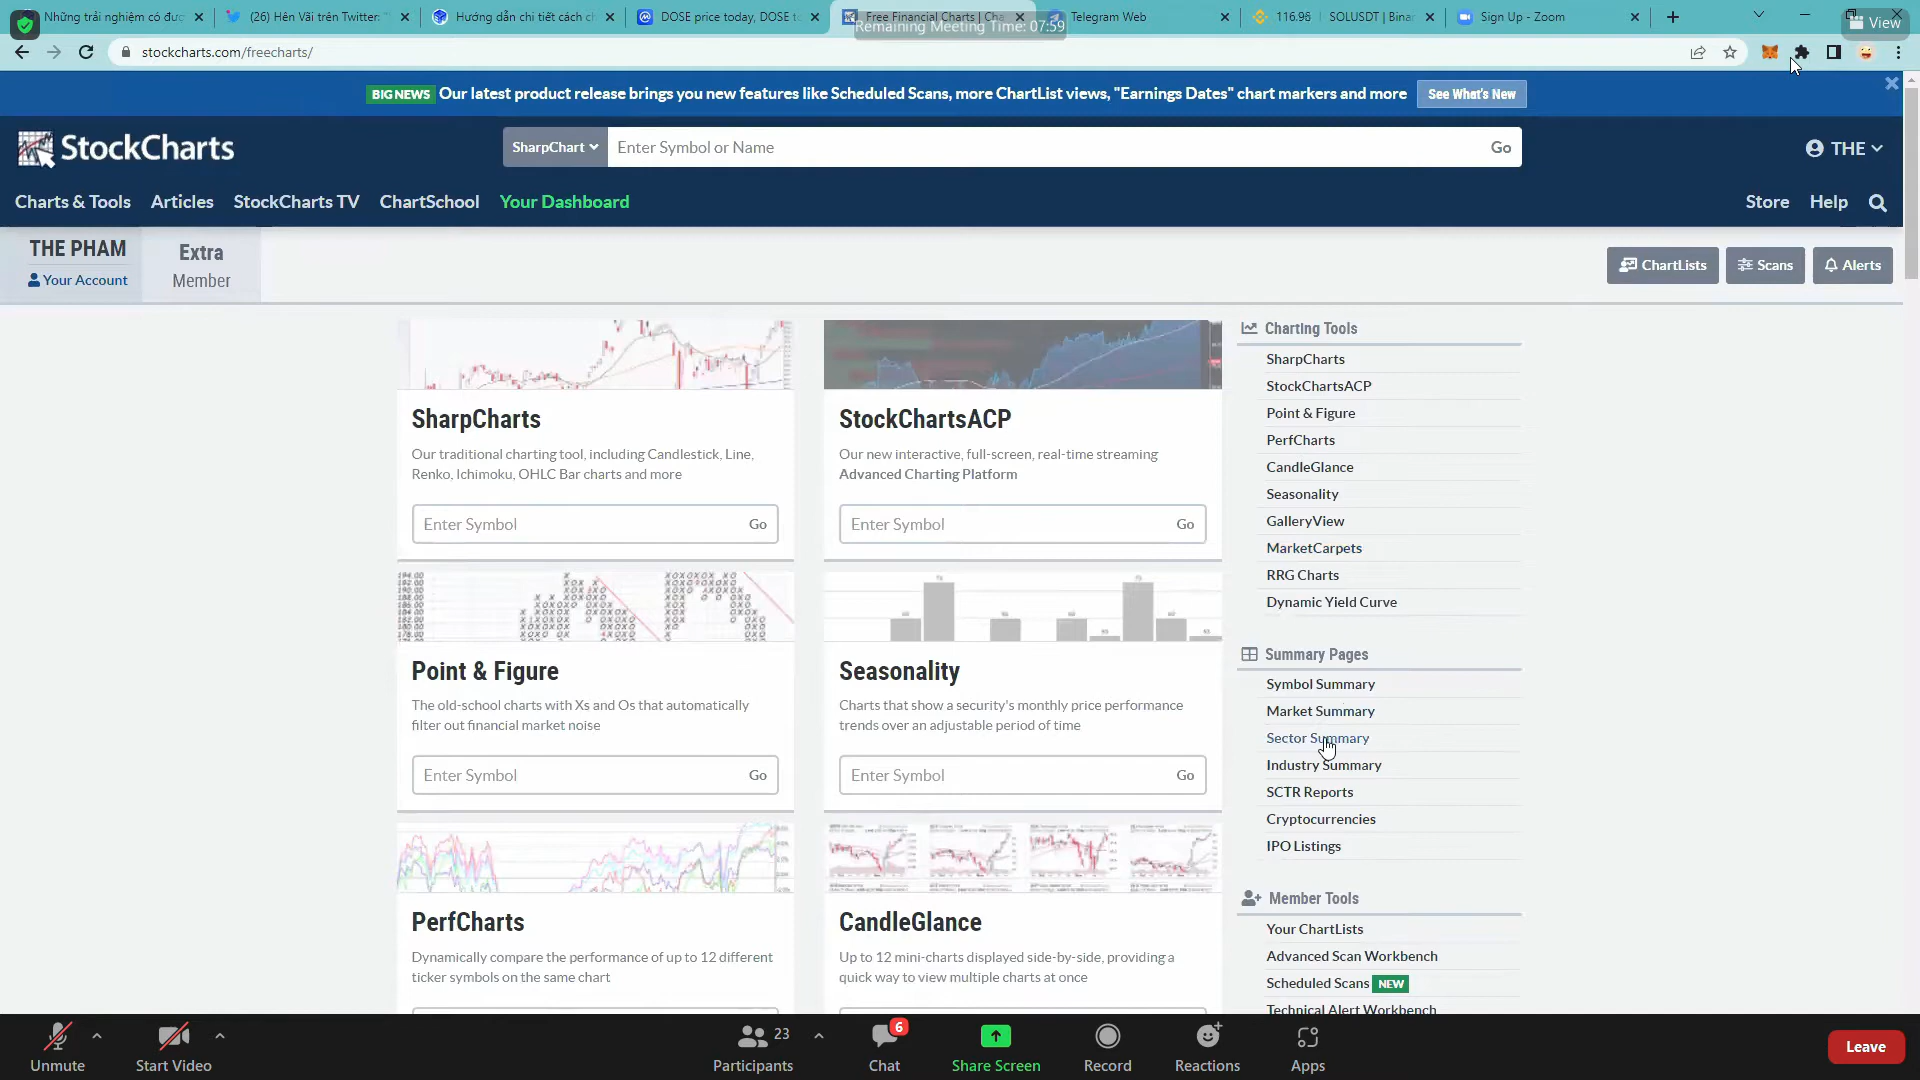 Những trải nghiệm có đượ
(26) Hên Vãi trên Twitter: "
Hướng dẫn chi tiết cách ch
DOSE price today, DOSE to
Free Financial Charts | Cha
Telegram Web
116.96
SOLUSDT | Binan
Sign Up - Zoom
Remaining Meeting Time: 07:59
View
stockcharts.com/freecharts/
BIG NEWS Our latest product release brings you new features like Scheduled Scans, more ChartList views, "Earnings Dates" chart markers and more
See What's New
StockCharts
SharpChart
Enter Symbol or Name
Go
THE
Charts & Tools
Articles
StockCharts TV
ChartSchool
Your Dashboard
Store
Help
THE PHAM
Your Account
Extra
Member
ChartLists
Scans
Alerts
SharpCharts
Our traditional charting tool, including Candlestick, Line,
Renko, Ichimoku, OHLC Bar charts and more
Enter Symbol
Go
StockChartsACP
Our new interactive, full-screen, real-time streaming
Advanced Charting Platform
Enter Symbol
Go
Point & Figure
The old-school charts with Xs and Os that automatically
filter out financial market noise
Enter Symbol
Go
Seasonality
Charts that show a security's monthly price performance
trends over an adjustable period of time
Enter Symbol
Go
PerfCharts
Dynamically compare the performance of up to 12 different
ticker symbols on the same chart
CandleGlance
Up to 12 mini-charts displayed side-by-side, providing a
quick way to view multiple charts at once
Charting Tools
SharpCharts
StockChartsACP
Point & Figure
PerfCharts
CandleGlance
Seasonality
GalleryView
MarketCarpets
RRG Charts
Dynamic Yield Curve
Summary Pages
Symbol Summary
Market Summary
Sector Summary
Industry Summary
SCTR Reports
Cryptocurrencies
IPO Listings
Member Tools
Your ChartLists
Advanced Scan Workbench
Scheduled Scans NEW
Technical Alert Workbench
Unmute
Start Video
Participants
23
Chat
6
Share Screen
Record
Reactions
Apps
Leave